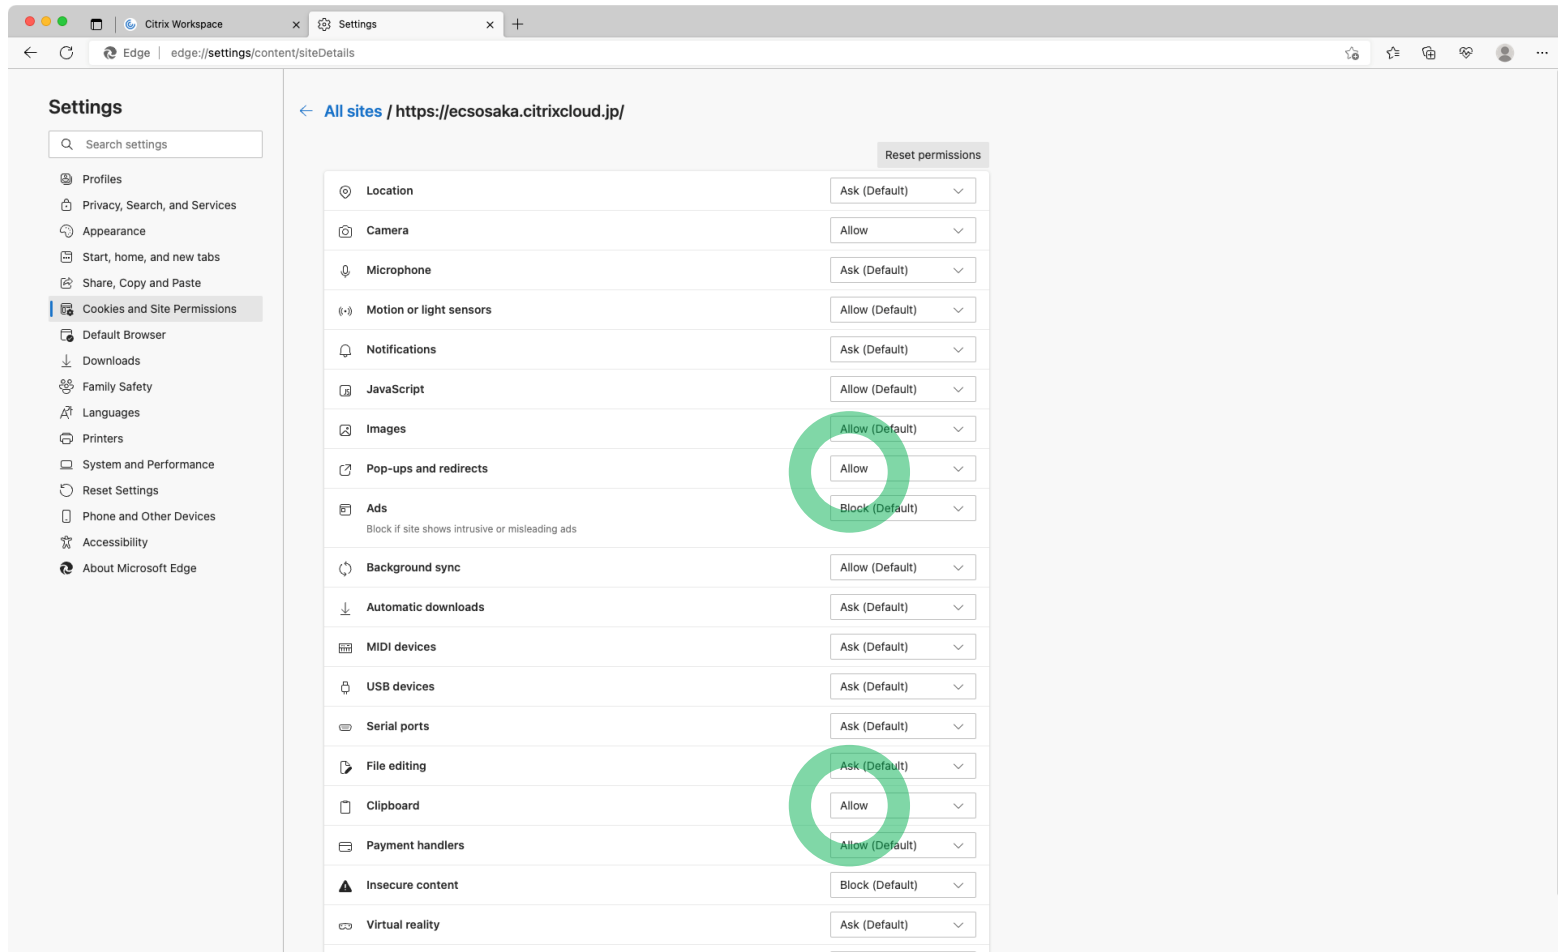 Citrix Workspace
Settings
Edge
edge://settings/content/siteDetails
Settings
Search settings
Profiles
Privacy, Search, and Services
Appearance
Start, home, and new tabs
Share, Copy and Paste
Cookies and Site Permissions
Default Browser
Downloads
Family Safety
Languages
Printers
System and Performance
Reset Settings
Phone and Other Devices
Accessibility
About Microsoft Edge
All sites / https://ecsosaka.citrixcloud.jp/
Reset permissions
Location Ask (Default)
Camera Allow
Microphone Ask (Default)
Motion or light sensors Allow (Default)
Notifications Ask (Default)
JavaScript Allow (Default)
Images Allow (Default)
Pop-ups and redirects Allow
Ads Block (Default)
Block if site shows intrusive or misleading ads
Background sync Allow (Default)
Automatic downloads Ask (Default)
MIDI devices Ask (Default)
USB devices Ask (Default)
Serial ports Ask (Default)
File editing Ask (Default)
Clipboard Allow
Payment handlers Allow (Default)
Insecure content Block (Default)
Virtual reality Ask (Default)